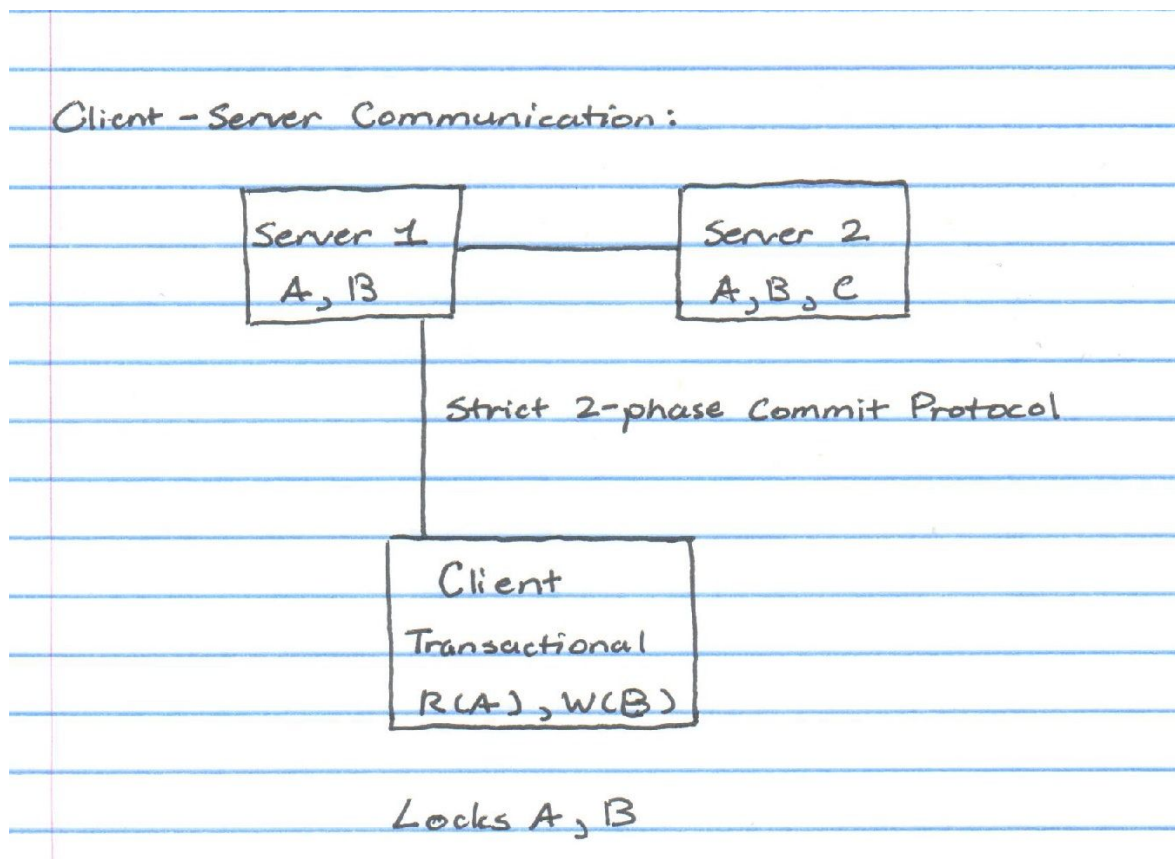 Client - Server Communication:
Server 1
A, B
Server 2
A, B, C
Strict 2-phase Commit Protocol
Client
Transactional
R(A), W(B)
Locks A, B